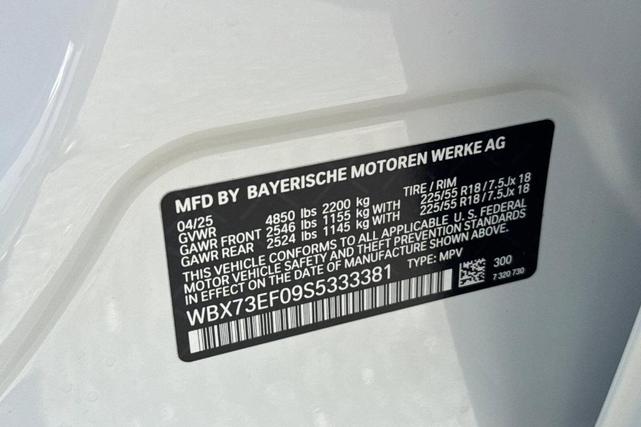 MFD BY BAYERISCHE MOTOREN WERKE AG
04/25 TIRE / RIM
GVWR 4850 lbs 2200 kg
GAWR FRONT 2546 lbs 1155 kg WITH 225/55 R18 / 7.5Jx 18
GAWR REAR 2524 lbs 1145 kg WITH 225/55 R18 / 7.5Jx 18
THIS VEHICLE CONFORMS TO ALL APPLICABLE U. S. FEDERAL
MOTOR VEHICLE SAFETY AND THEFT PREVENTION STANDARDS
IN EFFECT ON THE DATE OF MANUFACTURE SHOWN ABOVE.
WBX73EF09S5333381 TYPE: MPV 300
7 320 730